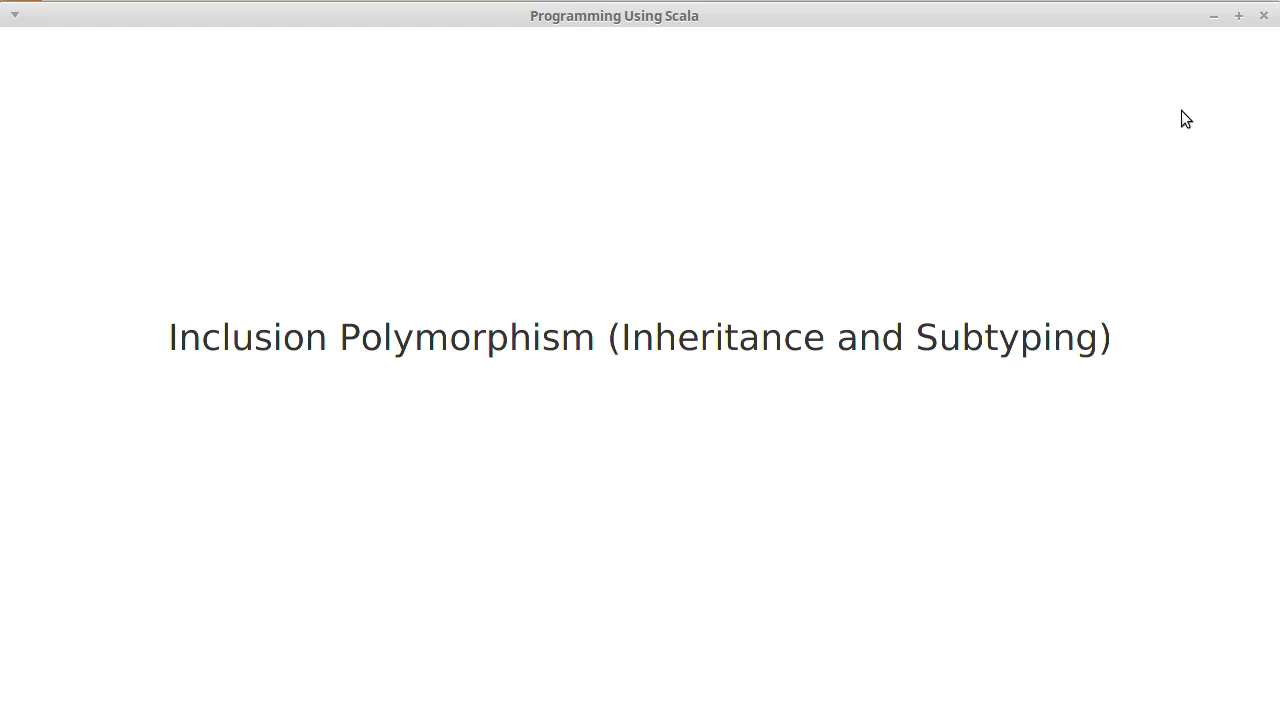 Programming Using Scala
Inclusion Polymorphism (Inheritance and Subtyping)